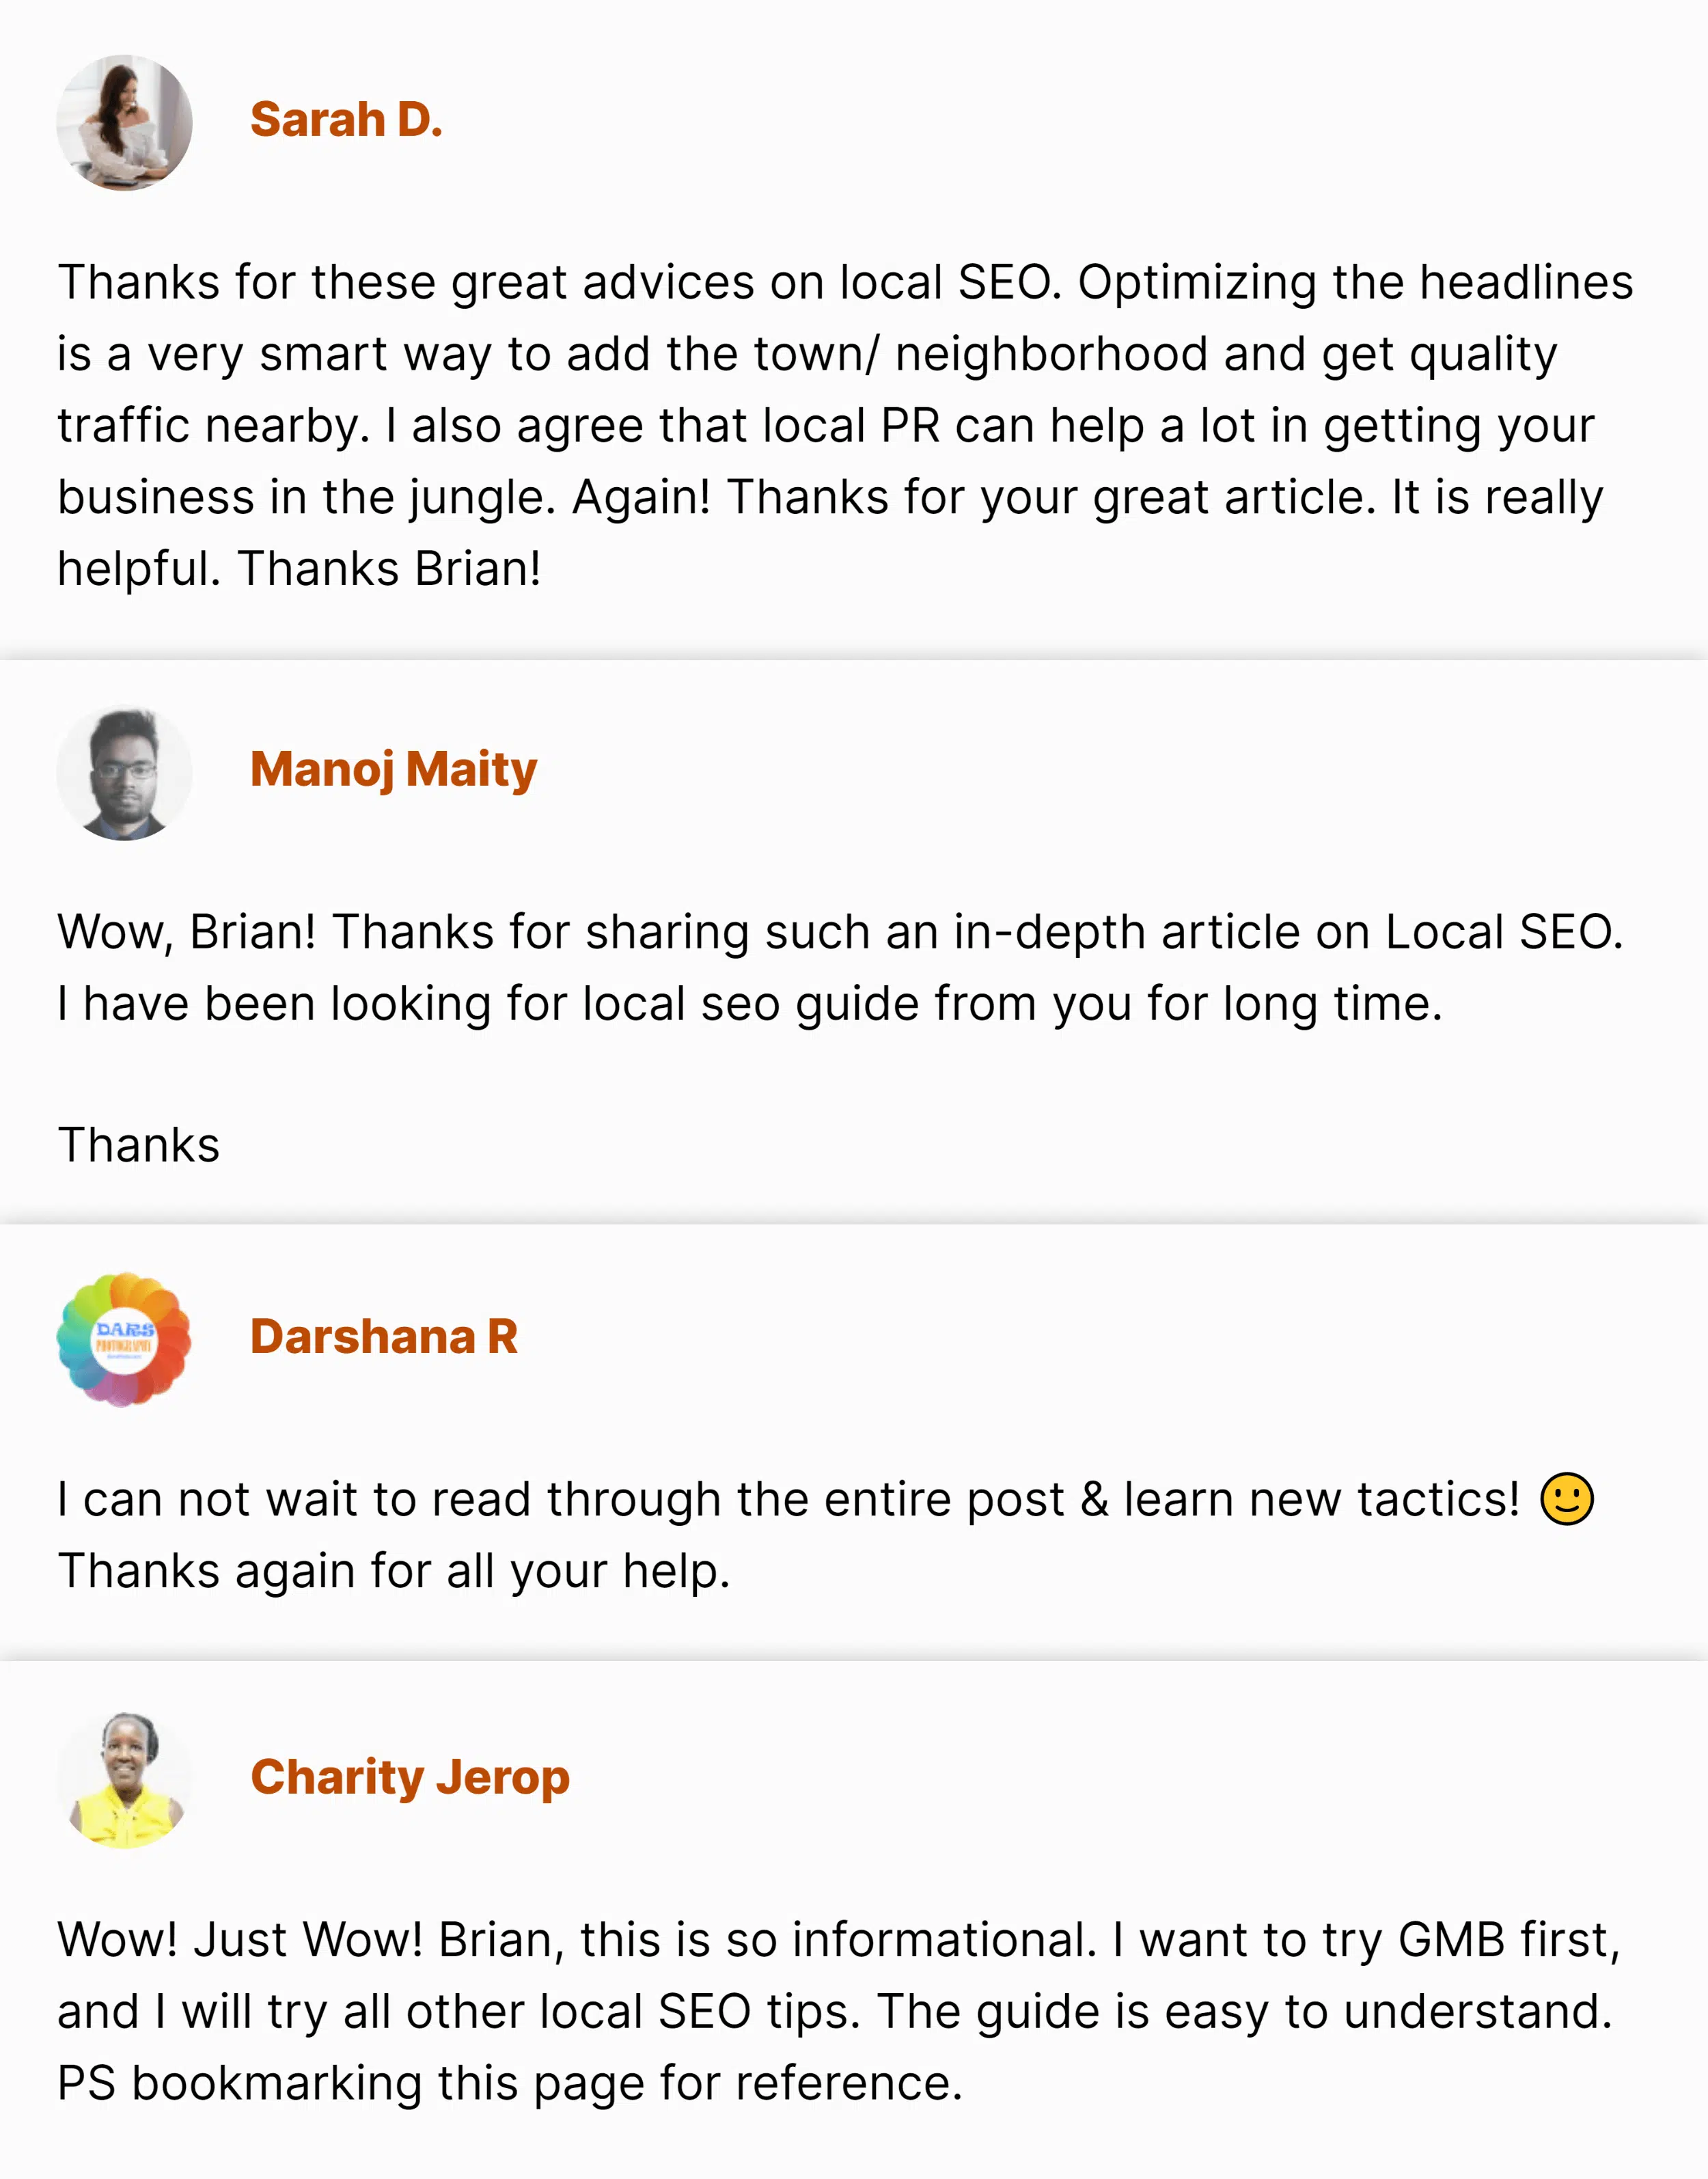 Sarah D.
Thanks for these great advices on local SEO. Optimizing the headlines
is a very smart way to add the town/ neighborhood and get quality
traffic nearby. I also agree that local PR can help a lot in getting your
business in the jungle. Again! Thanks for your great article. It is really
helpful. Thanks Brian!
Manoj Maity
Wow, Brian! Thanks for sharing such an in-depth article on Local SEO.
I have been looking for local seo guide from you for long time.
Thanks
DARS
PHOTOGRAPHY
Darshana R
I can not wait to read through the entire post & learn new tactics! 🙂
Thanks again for all your help.
Charity Jerop
Wow! Just Wow! Brian, this is so informational. I want to try GMB first,
and I will try all other local SEO tips. The guide is easy to understand.
PS bookmarking this page for reference.